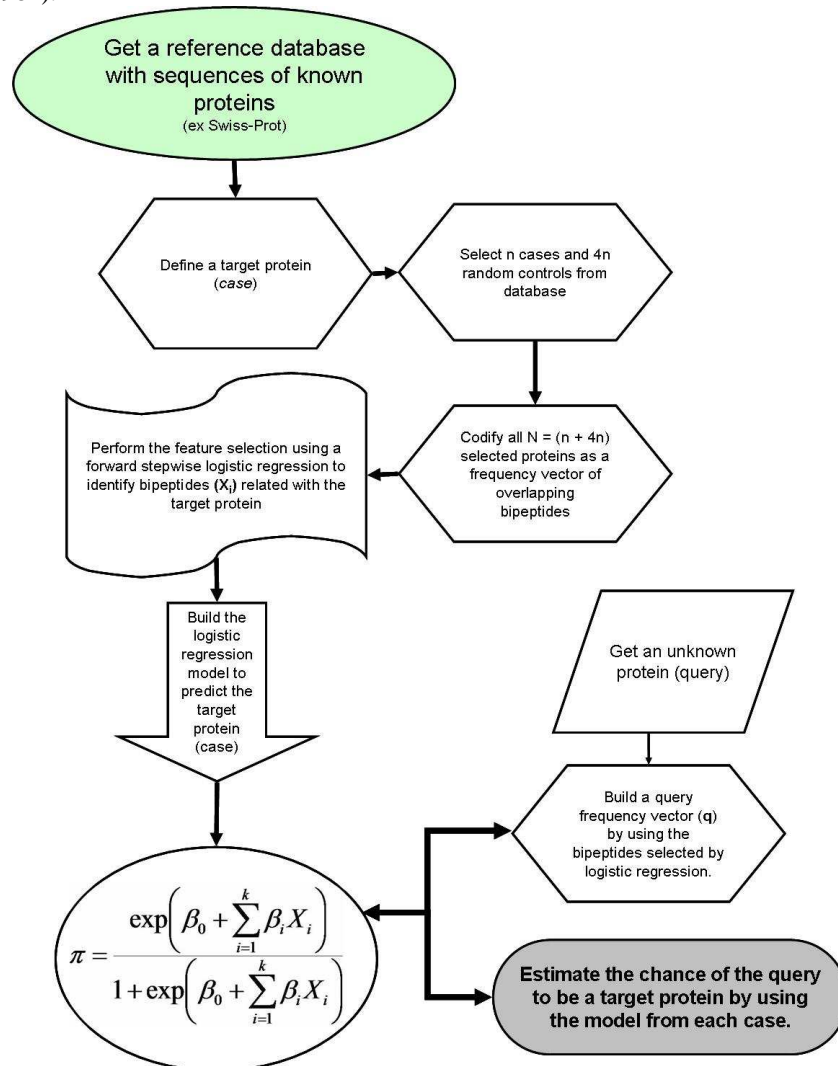 Get a reference database
with sequences of known
proteins
(ex Swiss-Prot)
Define a target protein
(case)
Select n cases and 4n
random controls from
database
Codify all N = (n + 4n)
selected proteins as a
frequency vector of
overlapping
bipeptides
Perform the feature selection using a
forward stepwise logistic regression to
identify bipeptides (Xᵢ) related with the
target protein
Build the
logistic
regression
model to
predict the
target
protein
(case)
Get an unknown
protein (query)
Build a query
frequency vector (q)
by using the
bipeptides selected by
logistic regression.
π = exp(β₀ + ∑ᵢ₌₁ᵏ βᵢXᵢ) / 1 + exp(β₀ + ∑ᵢ₌₁ᵏ βᵢXᵢ)
Estimate the chance of the query
to be a target protein by using
the model from each case.